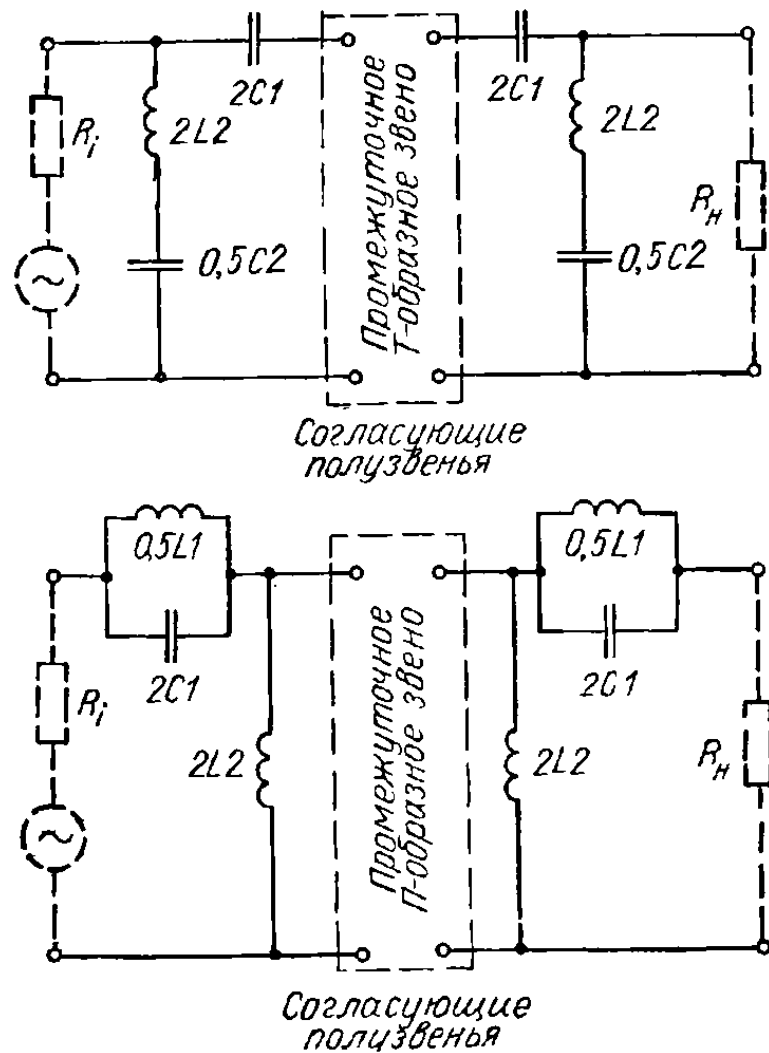 2C1
2C1
Ri
2L2
2L2
Rн
0,5C2
0,5C2
Промежуточное
Т-образное звено
Согласующие
полузвенья
0,5L1
0,5L1
2C1
2C1
Ri
2L2
2L2
Rн
Промежуточное
П-образное звено
Согласующие
полузвенья